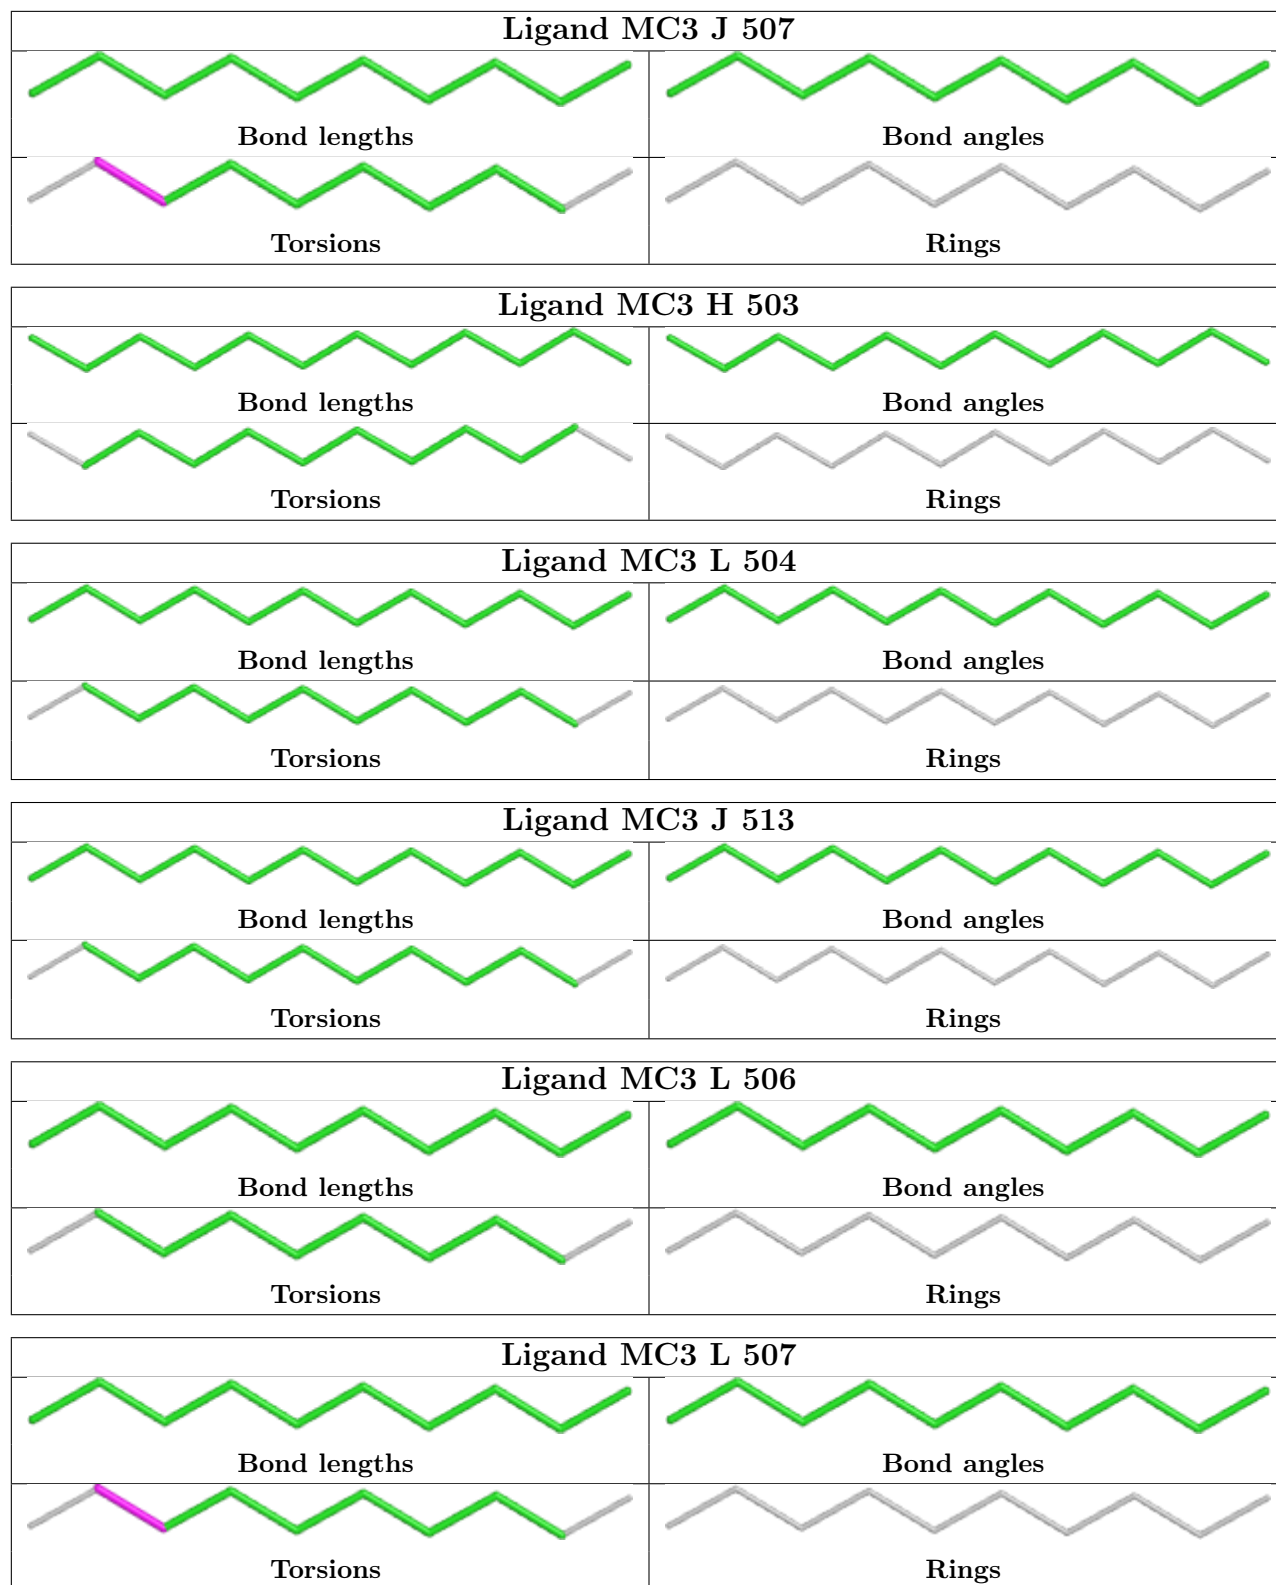 Ligand MC3 J 507
Bond lengths
Bond angles
Torsions
Rings
Ligand MC3 H 503
Bond lengths
Bond angles
Torsions
Rings
Ligand MC3 L 504
Bond lengths
Bond angles
Torsions
Rings
Ligand MC3 J 513
Bond lengths
Bond angles
Torsions
Rings
Ligand MC3 L 506
Bond lengths
Bond angles
Torsions
Rings
Ligand MC3 L 507
Bond lengths
Bond angles
Torsions
Rings